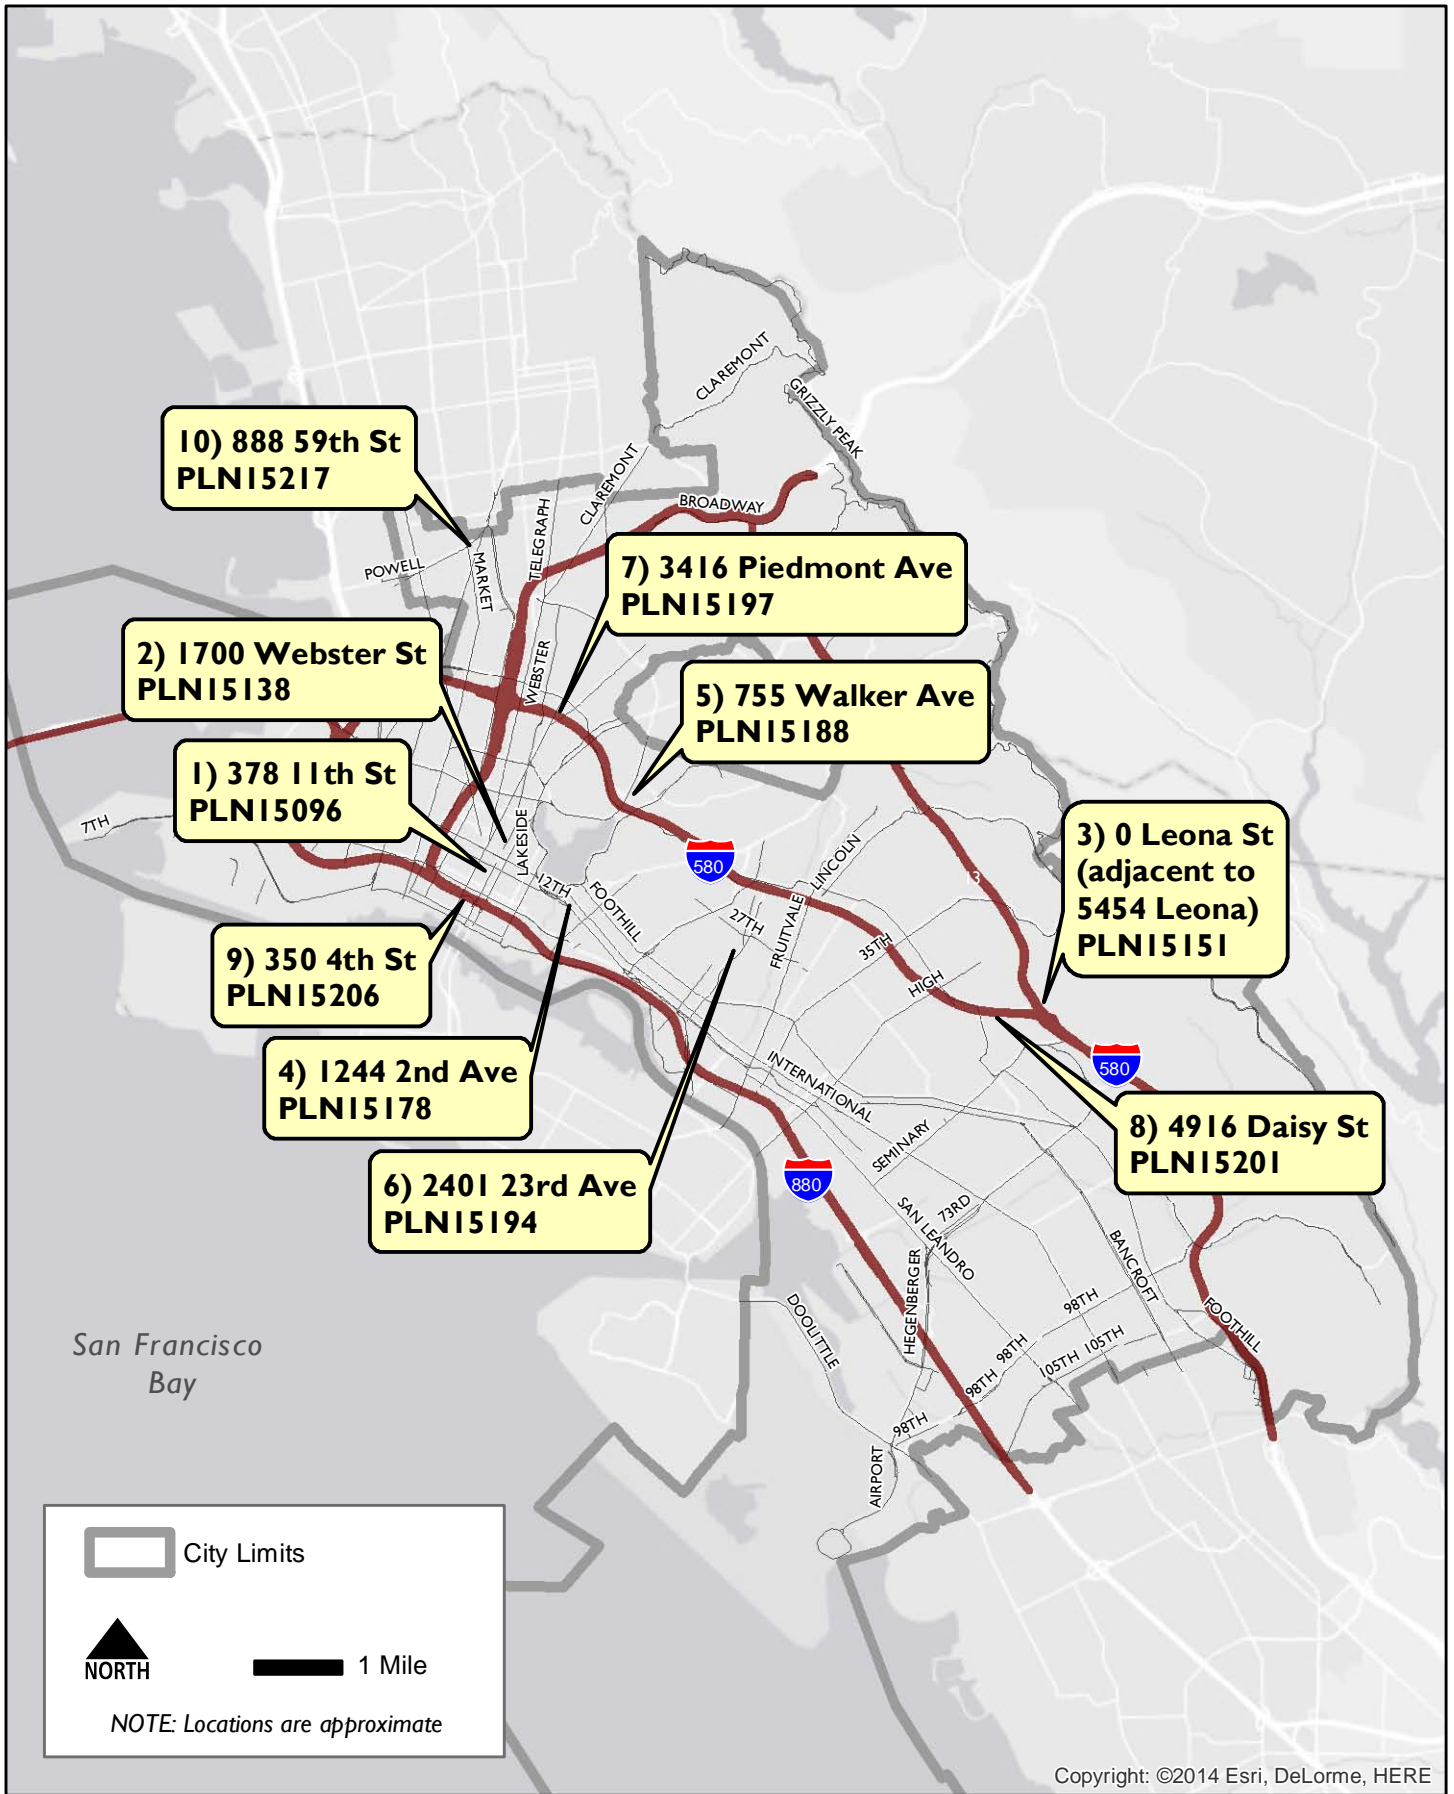 CLAREMONT
GRIZZLY PEAK
10) 888 59th St
PLN15217
CLAREMONT
BROADWAY
TELEGRAPH
POWELL
MARKET
7) 3416 Piedmont Ave
PLN15197
2) 1700 Webster St
PLN15138
WEBSTER
5) 755 Walker Ave
PLN15188
1) 378 11th St
PLN15096
7TH
LAKESIDE
580
LINCOLN
13
3) 0 Leona St
(adjacent to
5454 Leona)
PLN15151
12TH
FOOTHILL
27TH
FRUITVALE
35TH
HIGH
9) 350 4th St
PLN15206
4) 1244 2nd Ave
PLN15178
INTERNATIONAL
580
8) 4916 Daisy St
PLN15201
SEMINARY
6) 2401 23rd Ave
PLN15194
880
SAN LEANDRO
73RD
BANCROFT
HEGENBERGER
DOOLITTLE
98TH
FOOTHILL
98TH
105TH
105TH
98TH
98TH
AIRPORT
San Francisco
Bay
City Limits
NORTH
1 Mile
NOTE: Locations are approximate
Copyright: ©2014 Esri, DeLorme, HERE